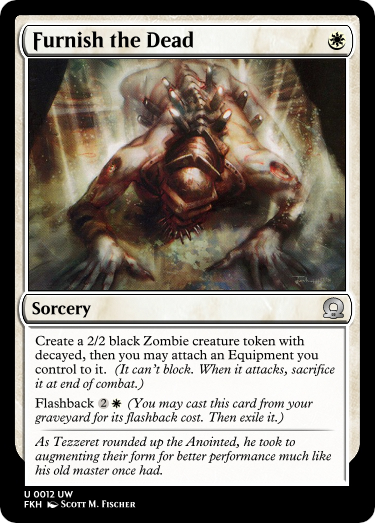 Furnish the Dead
Sorcery
Create a 2/2 black Zombie creature token with
decayed, then you may attach an Equipment you
control to it. (It can't block. When it attacks, sacrifice
it at end of combat.)
Flashback 2 (You may cast this card from your
graveyard for its flashback cost. Then exile it.)
As Tezzeret rounded up the Anointed, he took to
augmenting their form for better performance much like
his old master once had.
U 0012 UW
FKH Scott M. Fischer